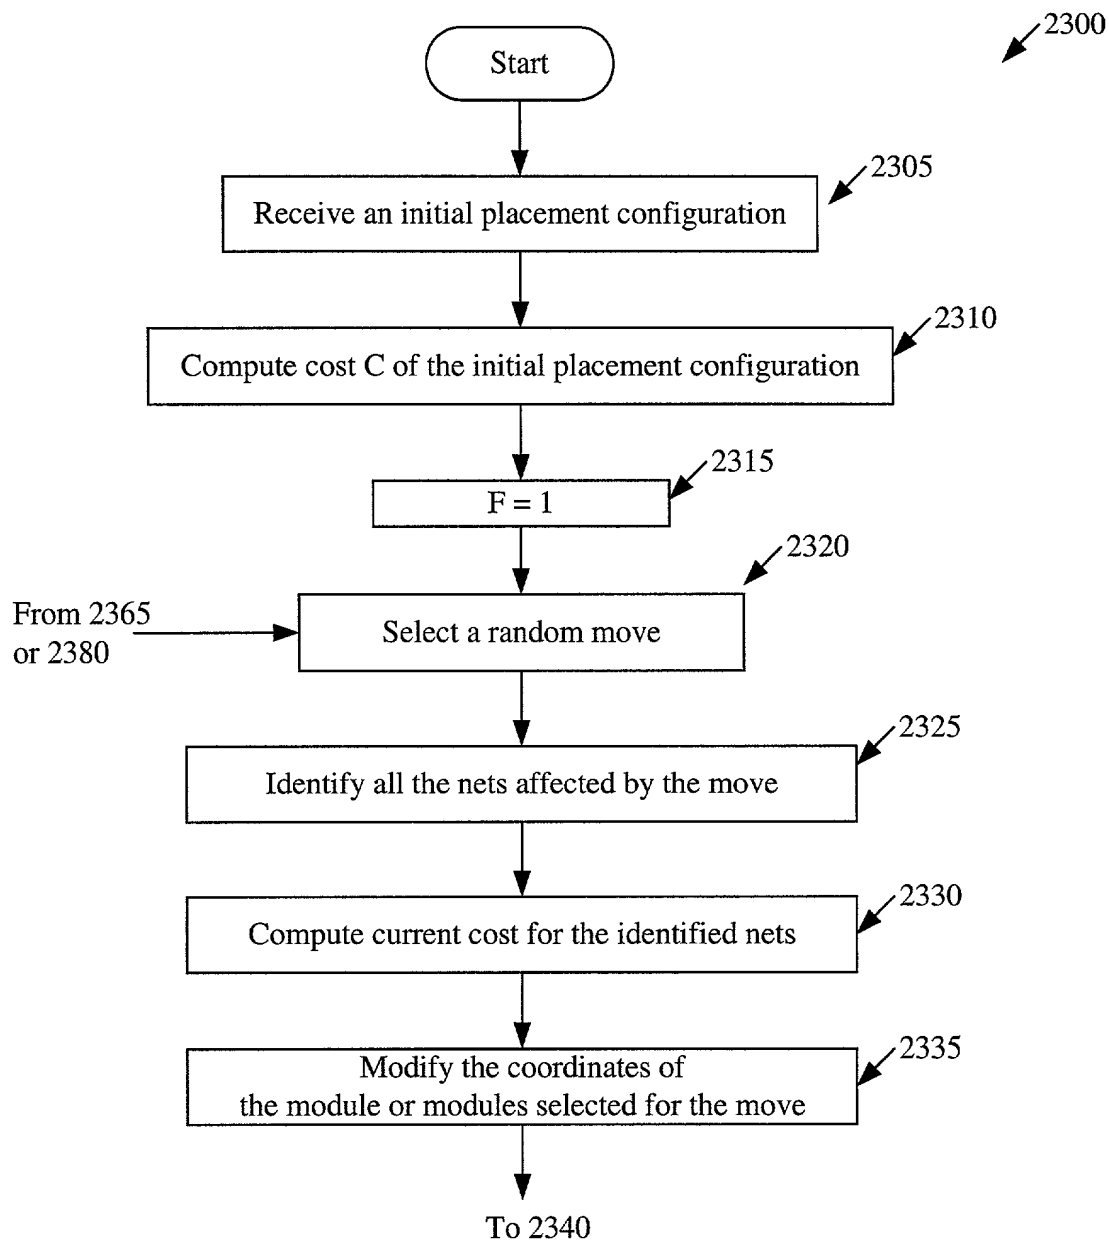 2300
Start
2305
Receive an initial placement configuration
2310
Compute cost C of the initial placement configuration
2315
F = 1
2320
From 2365
or 2380
Select a random move
2325
Identify all the nets affected by the move
2330
Compute current cost for the identified nets
2335
Modify the coordinates of
the module or modules selected for the move
To 2340